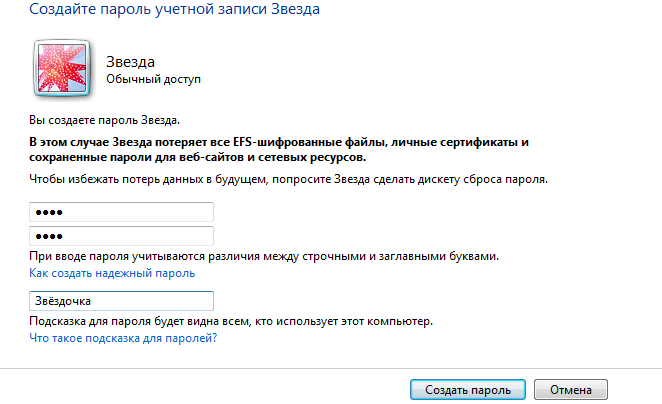 Создайте пароль учетной записи Звезда
Звезда
Обычный доступ
Вы создаете пароль Звезда.
В этом случае Звезда потеряет все EFS-шифрованные файлы, личные сертификаты и
сохраненные пароли для веб-сайтов и сетевых ресурсов.
Чтобы избежать потерь данных в будущем, попросите Звезда сделать дискету сброса пароля.
●●●●
●●●●
При вводе пароля учитываются различия между строчными и заглавными буквами.
Как создать надежный пароль
Звёздочка
Подсказка для пароля будет видна всем, кто использует этот компьютер.
Что такое подсказка для паролей?
Создать пароль Отмена